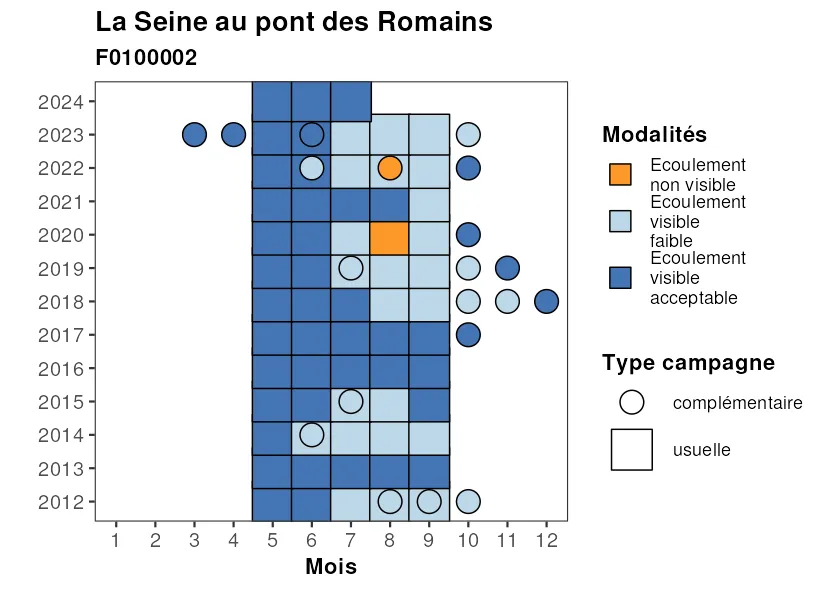 La Seine au pont des Romains
F0100002
2024
2023
2022
2021
2020
2019
2018
2017
2016
2015
2014
2013
2012
1 2 3 4 5 6 7 8 9 10 11 12
Mois
Modalités
Ecoulement
non visible
Ecoulement
visible
faible
Ecoulement
visible
acceptable
Type campagne
complémentaire
usuelle